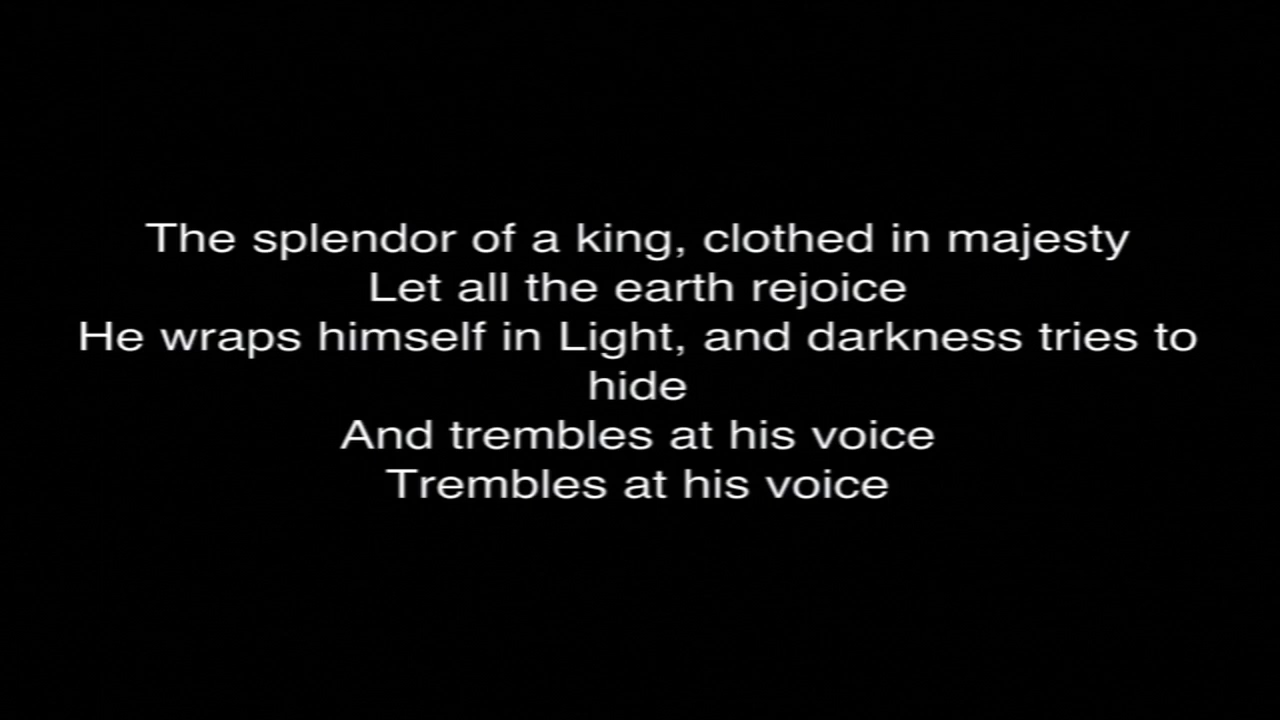 The splendor of a king, clothed in majesty
Let all the earth rejoice
He wraps himself in Light, and darkness tries to
hide
And trembles at his voice
Trembles at his voice